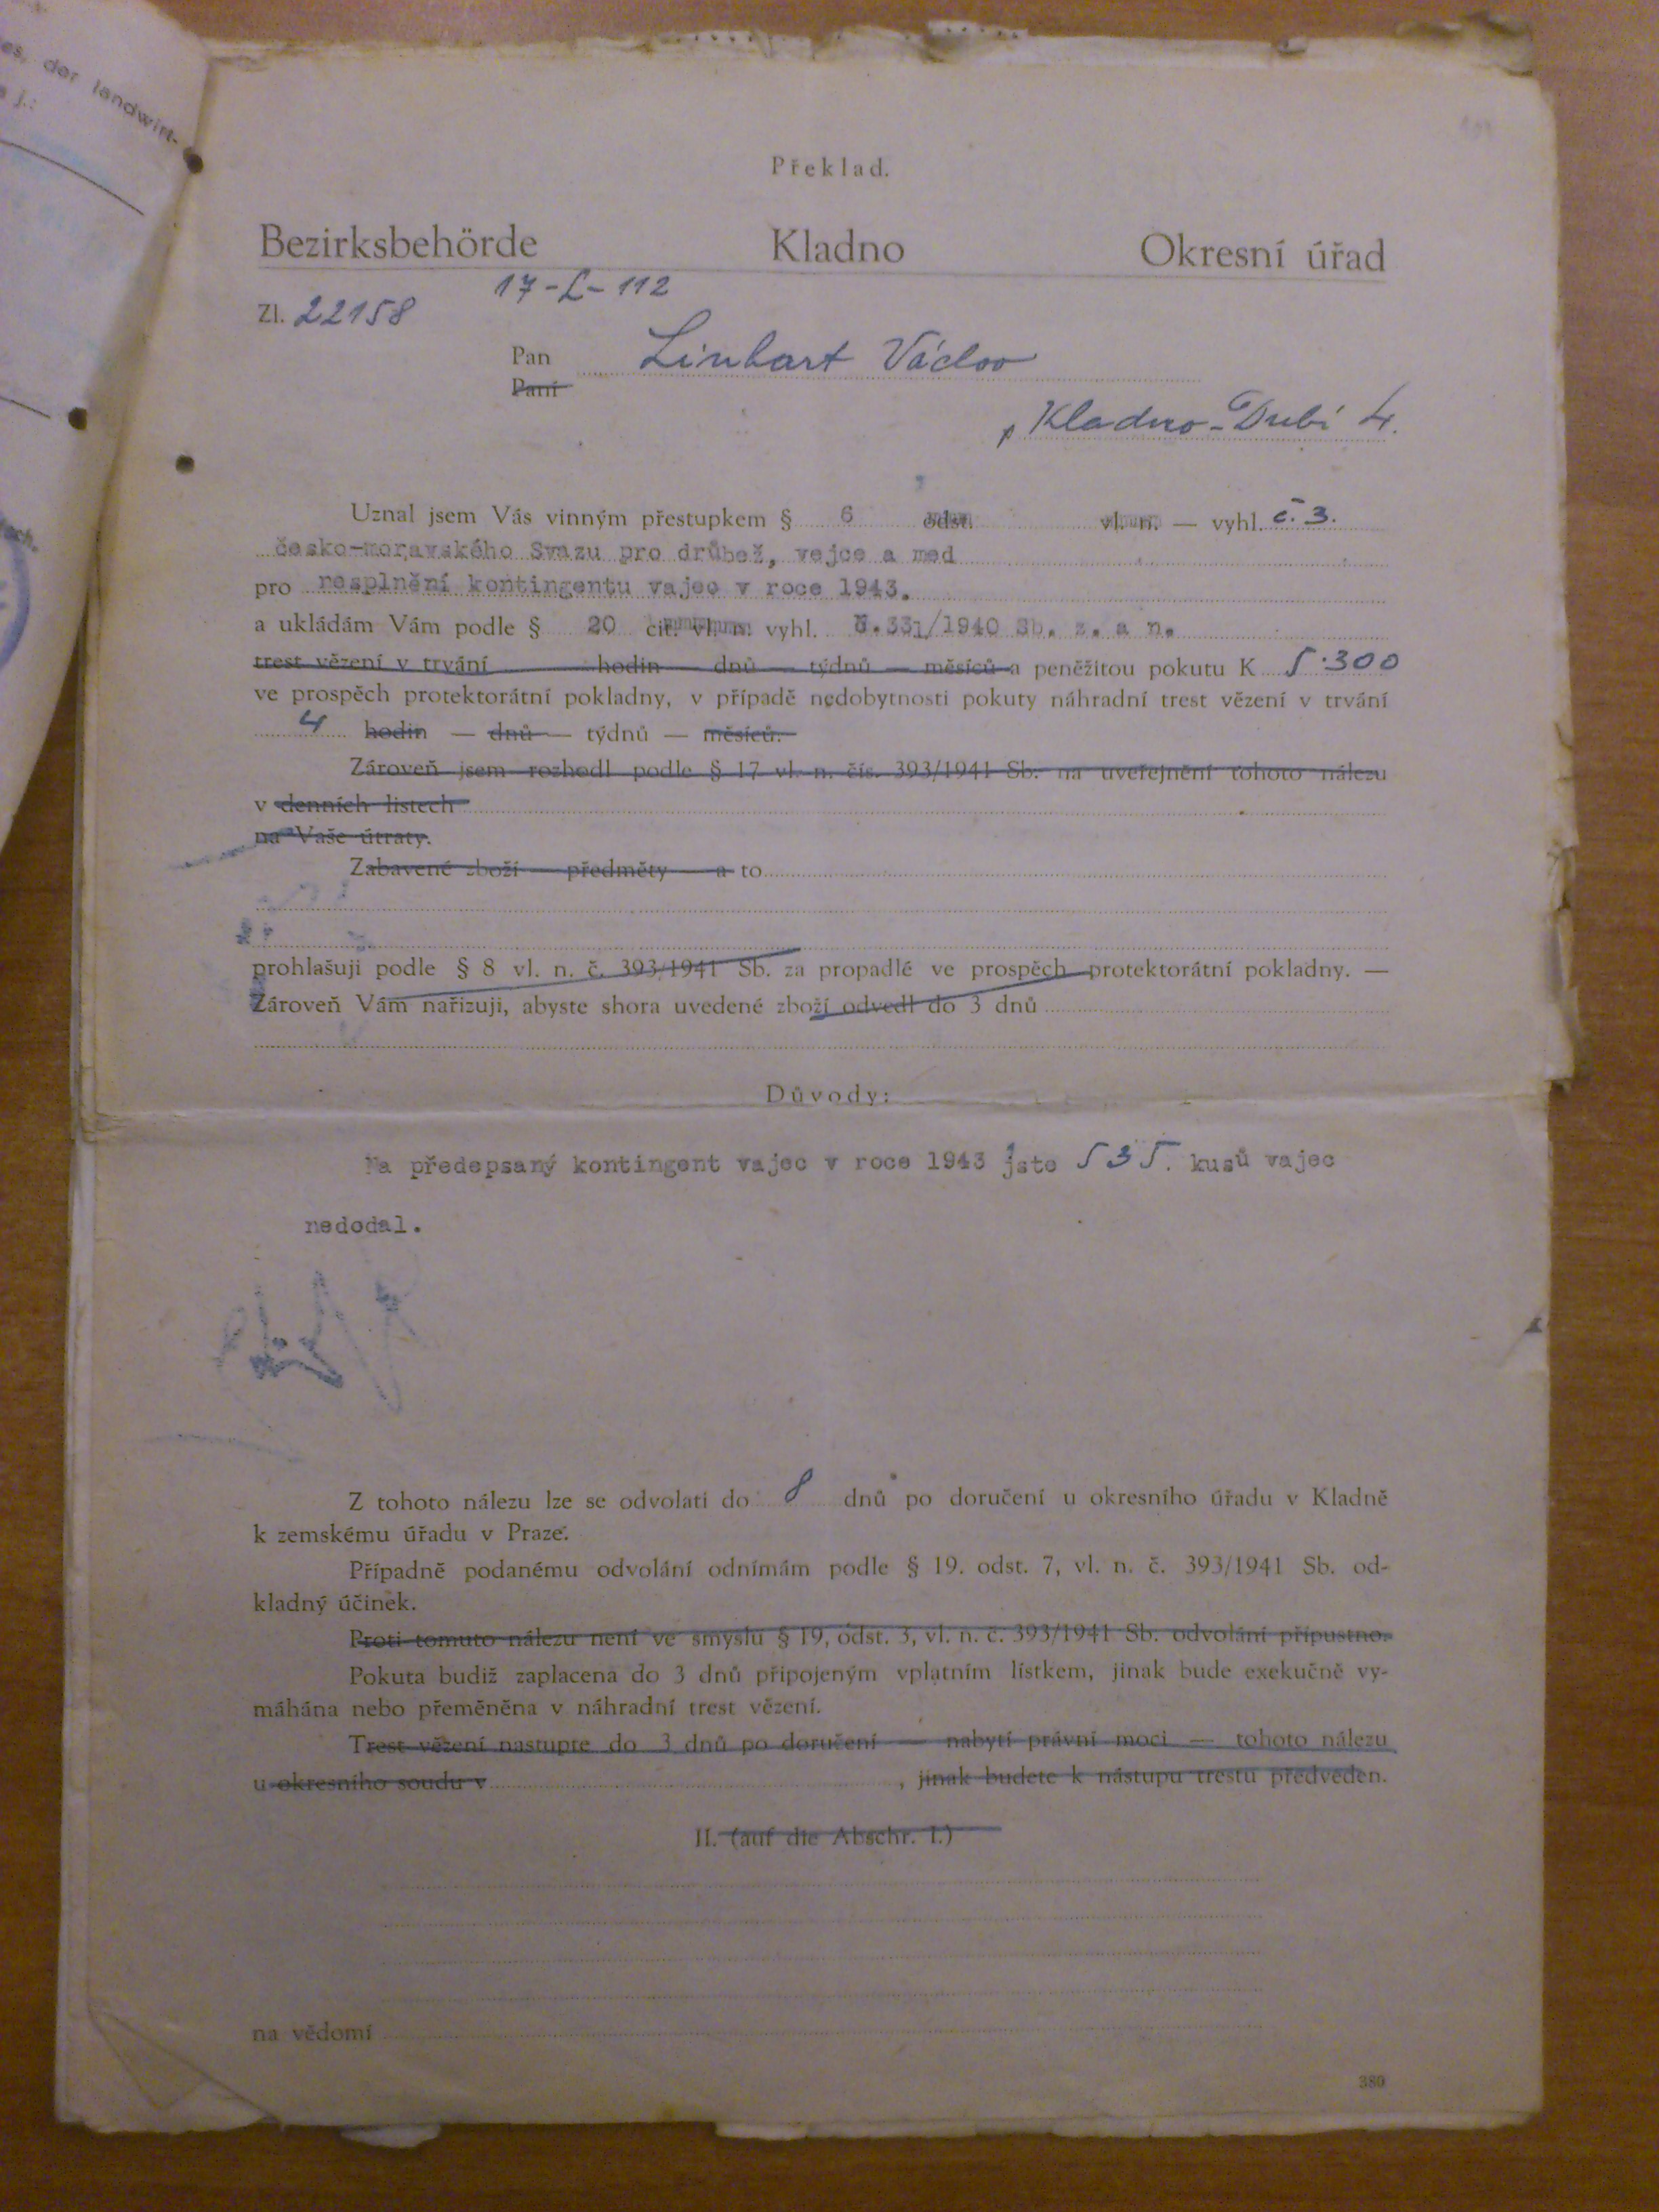 es, der landwirt-
j.:
Překlad.
Bezirksbehörde Kladno Okresní úřad
Zl. 22158 17-L-112
Pan Linhart Václav
Paní
Kladno-Dubí 4.
Uznal jsem Vás vinným přestupkem § 6 odst. vl. n. — vyhl. č. 3.
česko-moravského Svazu pro drůbež, vejce a med
pro nesplnění kontingentu vajec v roce 1943.
a ukládám Vám podle § 20 cit. vl. n. vyhl. č. 331/1940 Sb. z. a n.
trest vězení v trvání hodin — dnů — týdnů — měsíců a peněžitou pokutu K 5.300
ve prospěch protektorátní pokladny, v případě nedobytnosti pokuty náhradní trest vězení v trvání
4 hodin — dnů — týdnů — měsíců.
Zároveň jsem rozhodl podle § 17 vl. n. čís. 393/1941 Sb. na uveřejnění tohoto nálezu
v denních listech
na Vaše útraty.
Zabavené zboží — předměty — a to
prohlašuji podle § 8 vl. n. č. 393/1941 Sb. za propadlé ve prospěch protektorátní pokladny. —
Zároveň Vám nařizuji, abyste shora uvedené zboží odvedl do 3 dnů
Důvody:
Na předepsaný kontingent vajec v roce 1943 jste 535. kusů vajec
nedodal.
Z tohoto nálezu lze se odvolati do 8 dnů po doručení u okresního úřadu v Kladně
k zemskému úřadu v Praze.
Případně podanému odvolání odnímám podle § 19. odst. 7, vl. n. č. 393/1941 Sb. od-
kladný účinek.
Proti tomuto nálezu není ve smyslu § 19, odst. 3, vl. n. č. 393/1941 Sb. odvolání přípustno.
Pokuta budiž zaplacena do 3 dnů připojeným vplatním lístkem, jinak bude exekučně vy-
máhána nebo přeměněna v náhradní trest vězení.
Trest vězení nastupte do 3 dnů po doručení — nabytí právní moci — tohoto nálezu
u okresního soudu v , jinak budete k nástupu trestu předveden.
II. (auf die Abschr. I.)
na vědomí
380